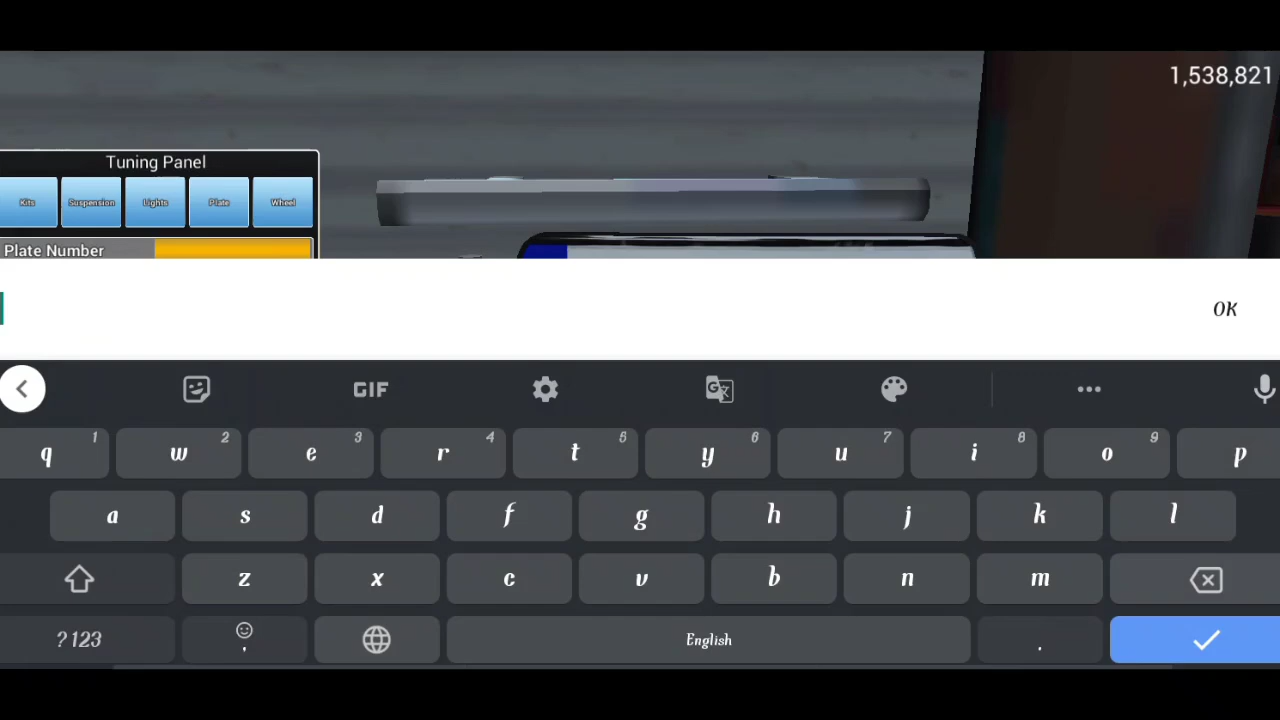 1,538,821
Tuning Panel
Kits Suspension Lights Plate Wheel
Plate Number
OK
GIF
q 1 w 2 e 3 r 4 t 5 y 6 u 7 i 8 o 9 p
a s d f g h j k l
z x c v b n m
?123 , English .